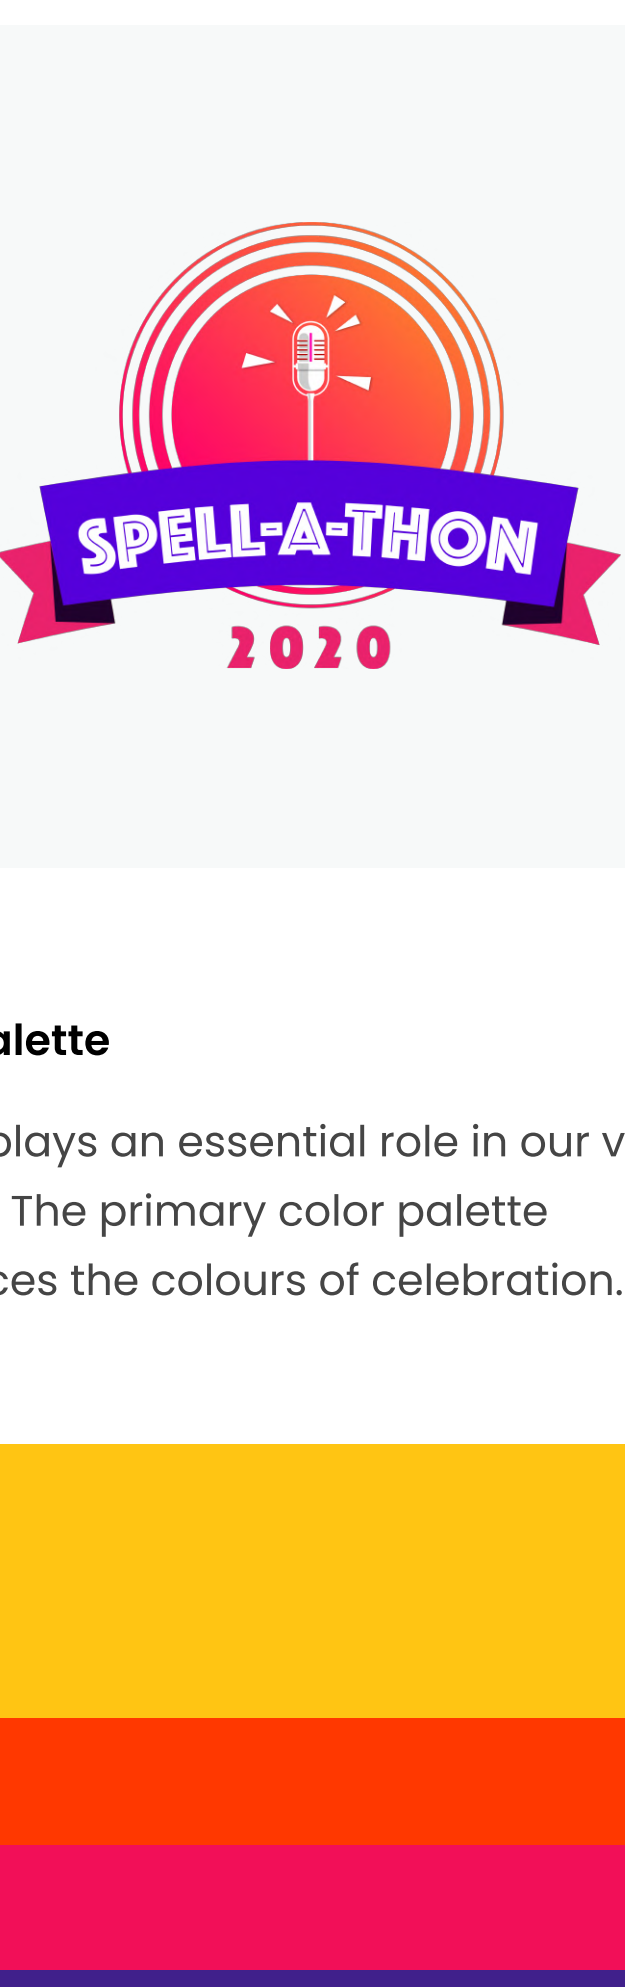 SPELL-A-THON
2020
alette
plays an essential role in our v
The primary color palette
ces the colours of celebration.